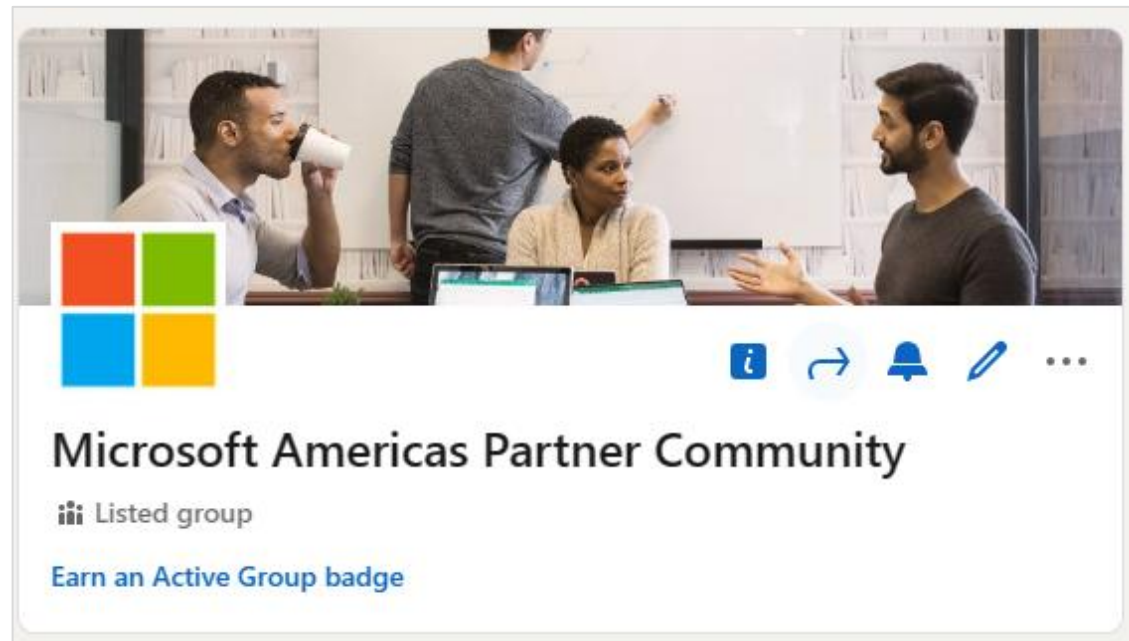 Microsoft Americas Partner Community
Listed group
Earn an Active Group badge